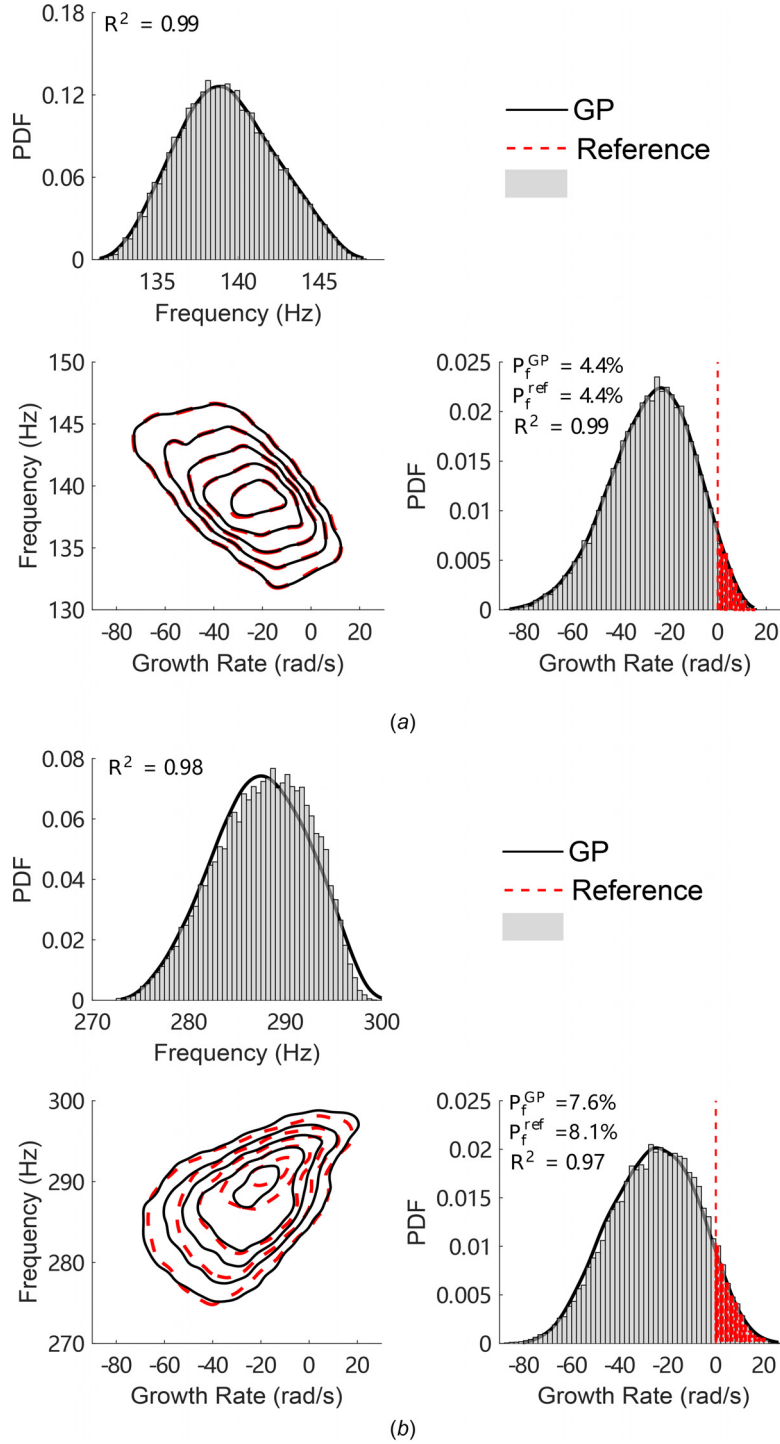 R² = 0.99
0.18
0.12
0.06
0
PDF
135 140 145
Frequency (Hz)
GP
Reference
150
145
140
135
130
Frequency (Hz)
-80 -60 -40 -20 0 20
Growth Rate (rad/s)
P_f^GP = 4.4%
P_f^ref = 4.4%
R² = 0.99
0.025
0.02
0.015
0.01
0.005
0
PDF
-80 -60 -40 -20 0 20
Growth Rate (rad/s)
(a)
R² = 0.98
0.08
0.06
0.04
0.02
0
PDF
270 280 290 300
Frequency (Hz)
GP
Reference
300
290
280
270
Frequency (Hz)
-80 -60 -40 -20 0 20
Growth Rate (rad/s)
P_f^GP =7.6%
P_f^ref =8.1%
R² = 0.97
0.025
0.02
0.015
0.01
0.005
0
PDF
-80 -60 -40 -20 0 20
Growth Rate (rad/s)
(b)